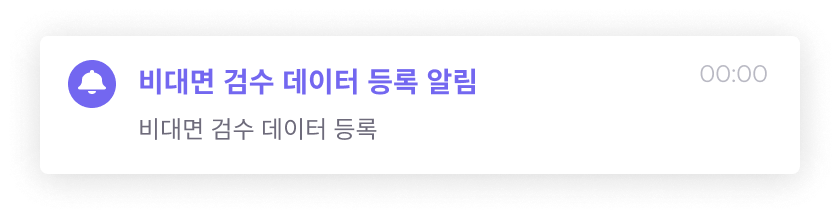 비대면 검수 데이터 등록 알림
00:00
비대면 검수 데이터 등록